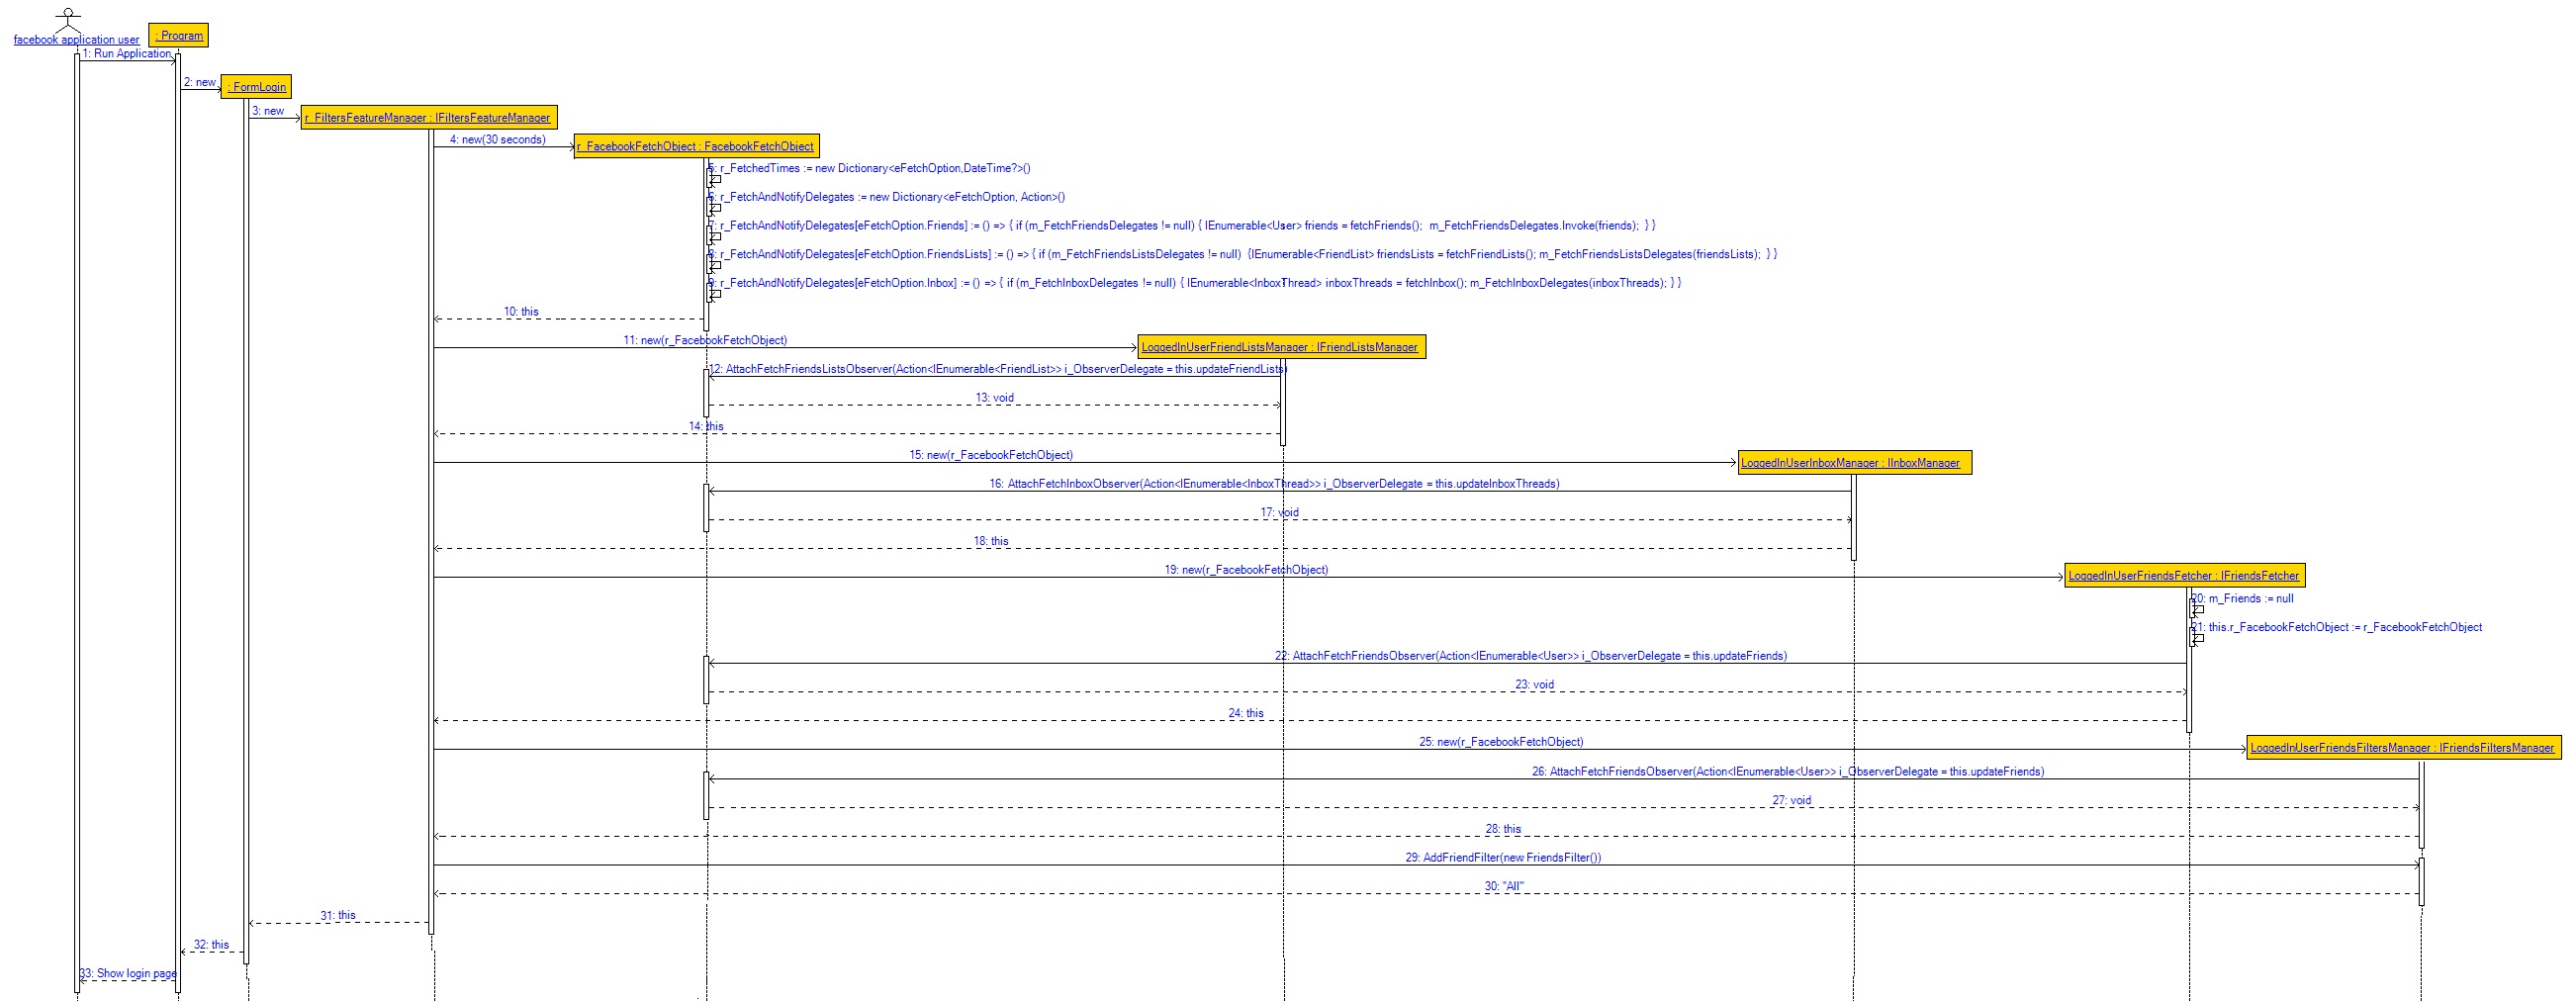 facebook application user
: Program
1: Run Application
2: new
: FormLogin
3: new
r_FiltersFeatureManager : IFiltersFeatureManager
4: new(30 seconds)
r_FacebookFetchObject : FacebookFetchObject
5: r_FetchedTimes := new Dictionary<eFetchOption,DateTime?>()
6: r_FetchAndNotifyDelegates := new Dictionary<eFetchOption, Action>()
7: r_FetchAndNotifyDelegates[eFetchOption.Friends] := () => { if (m_FetchFriendsDelegates != null) { IEnumerable<User> friends = fetchFriends();  m_FetchFriendsDelegates.Invoke(friends);  } }
8: r_FetchAndNotifyDelegates[eFetchOption.FriendsLists] := () => { if (m_FetchFriendsListsDelegates != null)  {IEnumerable<FriendList> friendsLists = fetchFriendLists(); m_FetchFriendsListsDelegates(friendsLists);  } }
9: r_FetchAndNotifyDelegates[eFetchOption.Inbox] := () => { if (m_FetchInboxDelegates != null) { IEnumerable<InboxThread> inboxThreads = fetchInbox(); m_FetchInboxDelegates(inboxThreads); } }
10: this
11: new(r_FacebookFetchObject)
LoggedInUserFriendListsManager : IFriendListsManager
12: AttachFetchFriendsListsObserver(Action<IEnumerable<FriendList>> i_ObserverDelegate = this.updateFriendLists)
13: void
14: this
15: new(r_FacebookFetchObject)
LoggedInUserInboxManager : IInboxManager
16: AttachFetchInboxObserver(Action<IEnumerable<InboxThread>> i_ObserverDelegate = this.updateInboxThreads)
17: void
18: this
19: new(r_FacebookFetchObject)
LoggedInUserFriendsFetcher : IFriendsFetcher
20: m_Friends := null
21: this.r_FacebookFetchObject := r_FacebookFetchObject
22: AttachFetchFriendsObserver(Action<IEnumerable<User>> i_ObserverDelegate = this.updateFriends)
23: void
24: this
25: new(r_FacebookFetchObject)
LoggedInUserFriendsFiltersManager : IFriendsFiltersManager
26: AttachFetchFriendsObserver(Action<IEnumerable<User>> i_ObserverDelegate = this.updateFriends)
27: void
28: this
29: AddFriendFilter(new FriendsFilter())
30: "All"
31: this
32: this
33: Show login page